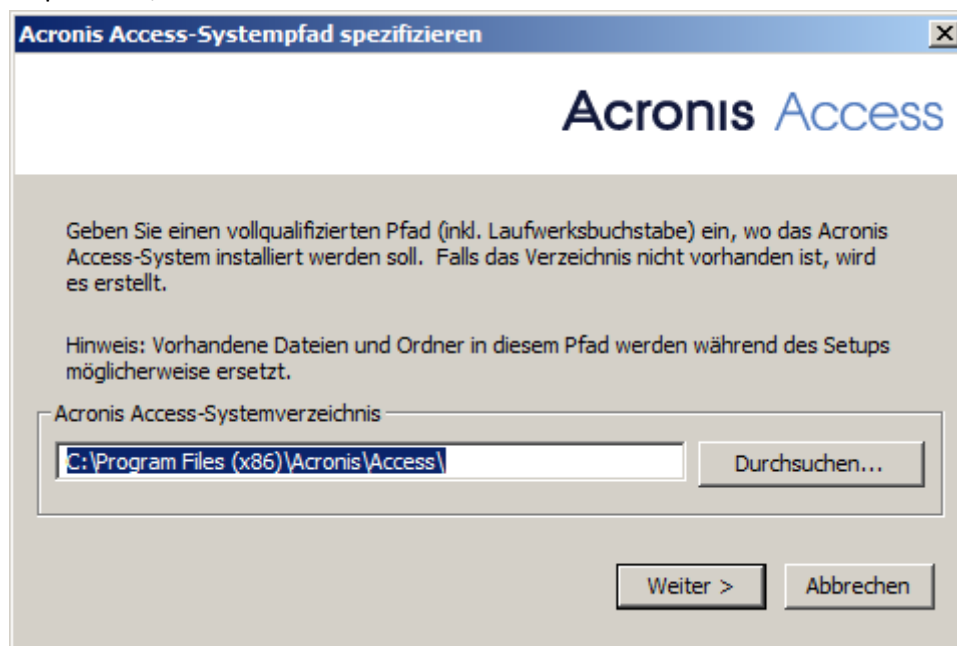 Acronis Access-Systempfad spezifizieren
Acronis Access
Geben Sie einen vollqualifizierten Pfad (inkl. Laufwerksbuchstabe) ein, wo das Acronis
Access-System installiert werden soll.  Falls das Verzeichnis nicht vorhanden ist, wird
es erstellt.
Hinweis: Vorhandene Dateien und Ordner in diesem Pfad werden während des Setups
möglicherweise ersetzt.
Acronis Access-Systemverzeichnis
C:\Program Files (x86)\Acronis\Access\
Durchsuchen...
Weiter >
Abbrechen